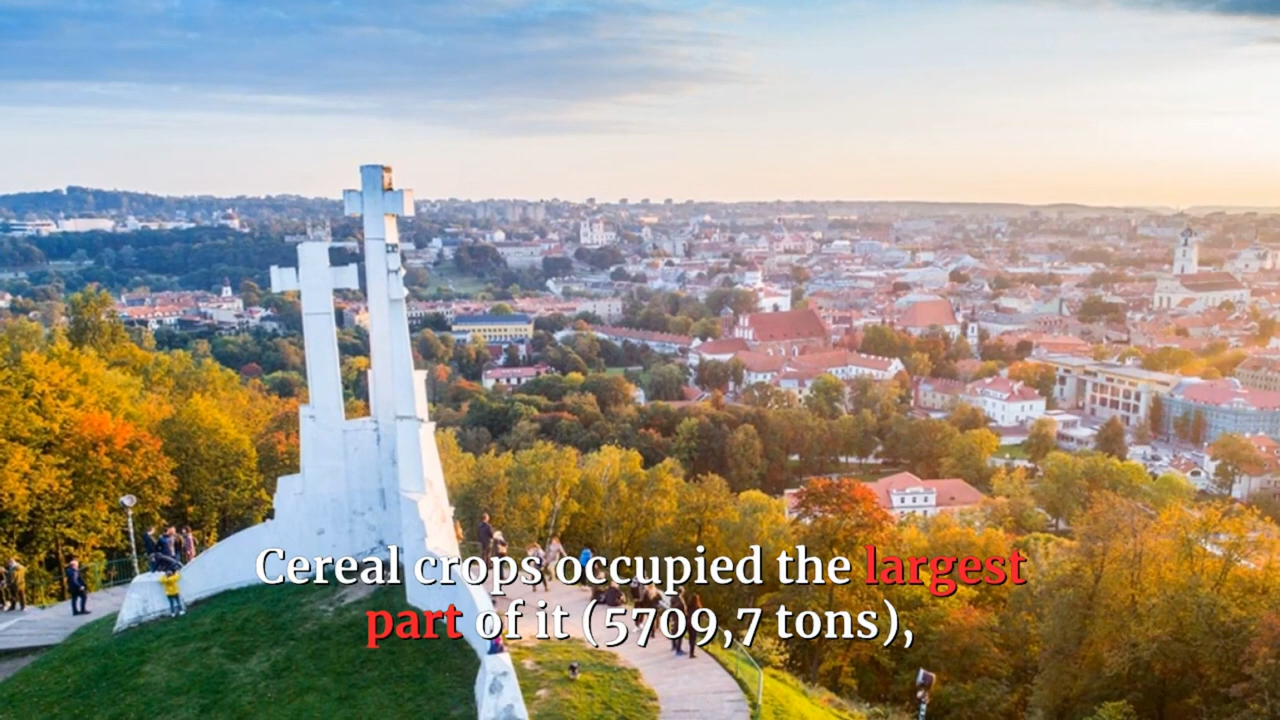 Cereal crops occupied the largest
part of it (5709,7 tons),